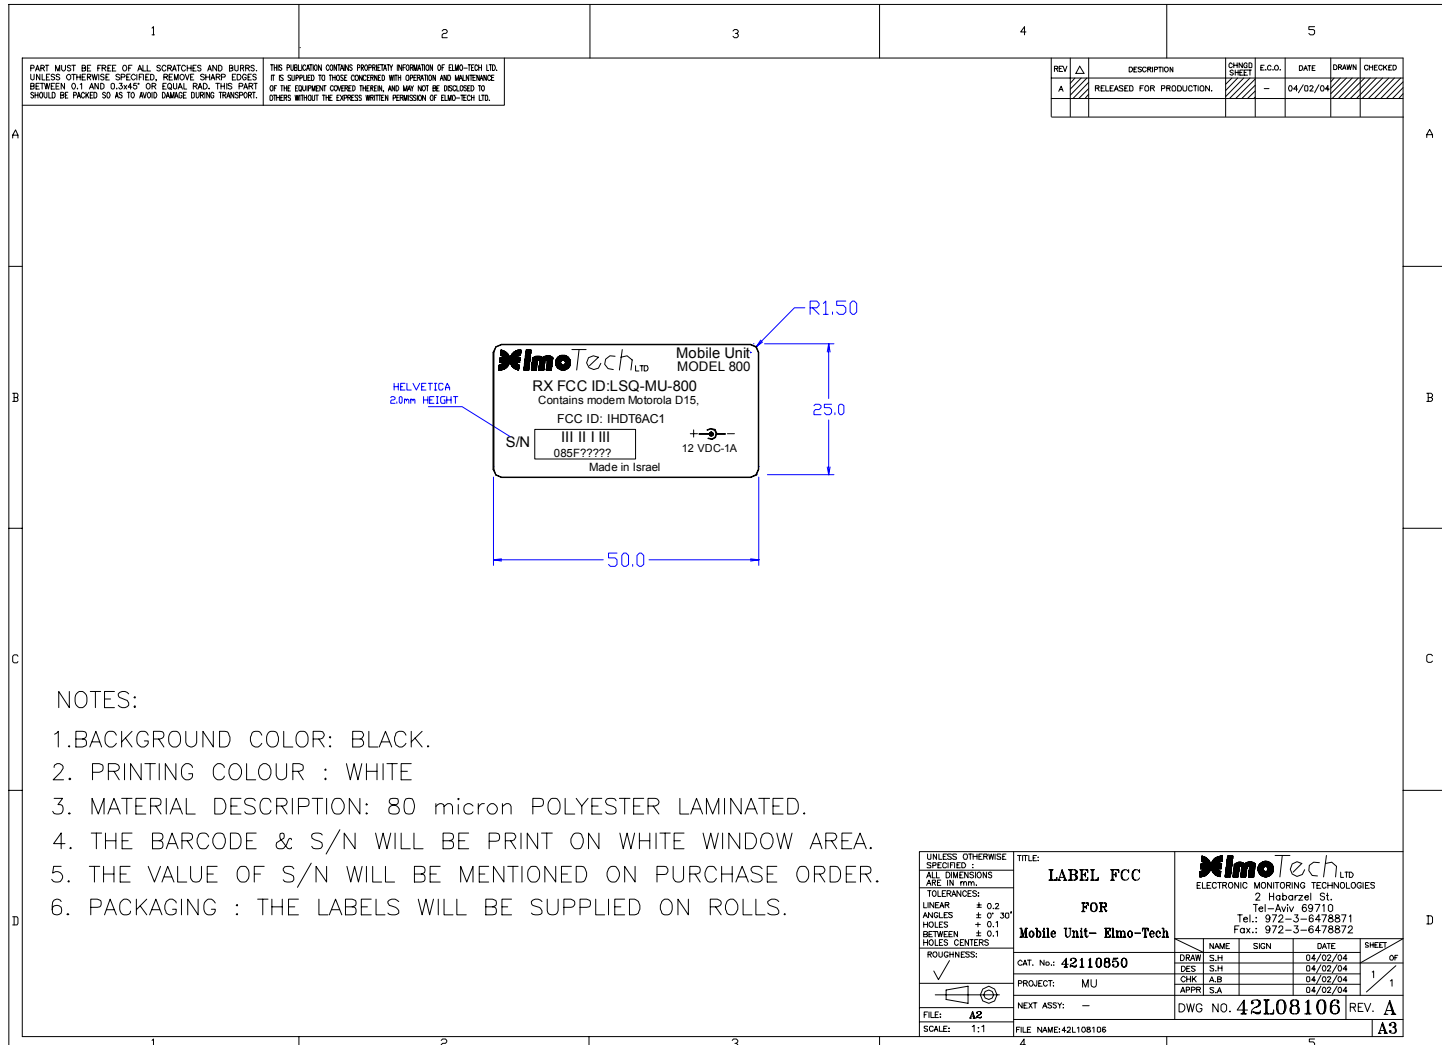 1 2 3 4 5
PART MUST BE FREE OF ALL SCRATCHES AND BURRS.
UNLESS OTHERWISE SPECIFIED, REMOVE SHARP EDGES
BETWEEN 0.1 AND 0.3x45° OR EQUAL RAD. THIS PART
SHOULD BE PACKED SO AS TO AVOID DAMAGE DURING TRANSPORT.
THIS PUBLICATION CONTAINS PROPRIETARY INFORMATION OF ELMO-TECH LTD.
IT IS SUPPLIED TO THOSE CONCERNED WITH OPERATION AND MAINTENANCE
OF THE EQUIPMENT COVERED THEREIN, AND MAY NOT BE DISCLOSED TO
OTHERS WITHOUT THE EXPRESS WRITTEN PERMISSION OF ELMO-TECH LTD.
REV △ DESCRIPTION CHNGD SHEET E.C.O. DATE DRAWN CHECKED
A RELEASED FOR PRODUCTION. – 04/02/04
A A
B B
C C
D D
R1.50
25.0
50.0
HELVETICA
2.0mm HEIGHT
ElmoTech LTD
Mobile Unit
MODEL 800
RX FCC ID:LSQ-MU-800
Contains modem Motorola D15,
FCC ID: IHDT6AC1
S/N
III II I III
085F?????
+ –
12 VDC-1A
Made in Israel
NOTES:
1.BACKGROUND COLOR: BLACK.
2. PRINTING COLOUR : WHITE
3. MATERIAL DESCRIPTION: 80 micron POLYESTER LAMINATED.
4. THE BARCODE & S/N WILL BE PRINT ON WHITE WINDOW AREA.
5. THE VALUE OF S/N WILL BE MENTIONED ON PURCHASE ORDER.
6. PACKAGING : THE LABELS WILL BE SUPPLIED ON ROLLS.
UNLESS OTHERWISE
SPECIFIED :
ALL DIMENSIONS
ARE IN mm.
TOLERANCES:
LINEAR ± 0.2
ANGLES ± 0° 30'
HOLES + 0.1
BETWEEN ± 0.1
HOLES CENTERS
ROUGHNESS:
FILE: A2
SCALE: 1:1
TITLE:
LABEL FCC
FOR
Mobile Unit– Elmo–Tech
CAT. No.: 42110850
PROJECT: MU
NEXT ASSY: –
FILE NAME:42L108106
ElmoTech LTD
ELECTRONIC MONITORING TECHNOLOGIES
2 Habarzel St.
Tel–Aviv 69710
Tel.: 972–3–6478871
Fax.: 972–3–6478872
NAME SIGN DATE SHEET
DRAW S.H 04/02/04 OF
DES S.H 04/02/04
CHK A.B 04/02/04 1 / 1
APPR S.A 04/02/04
DWG NO. 42L08106 REV. A
A3
1 2 3 4 5